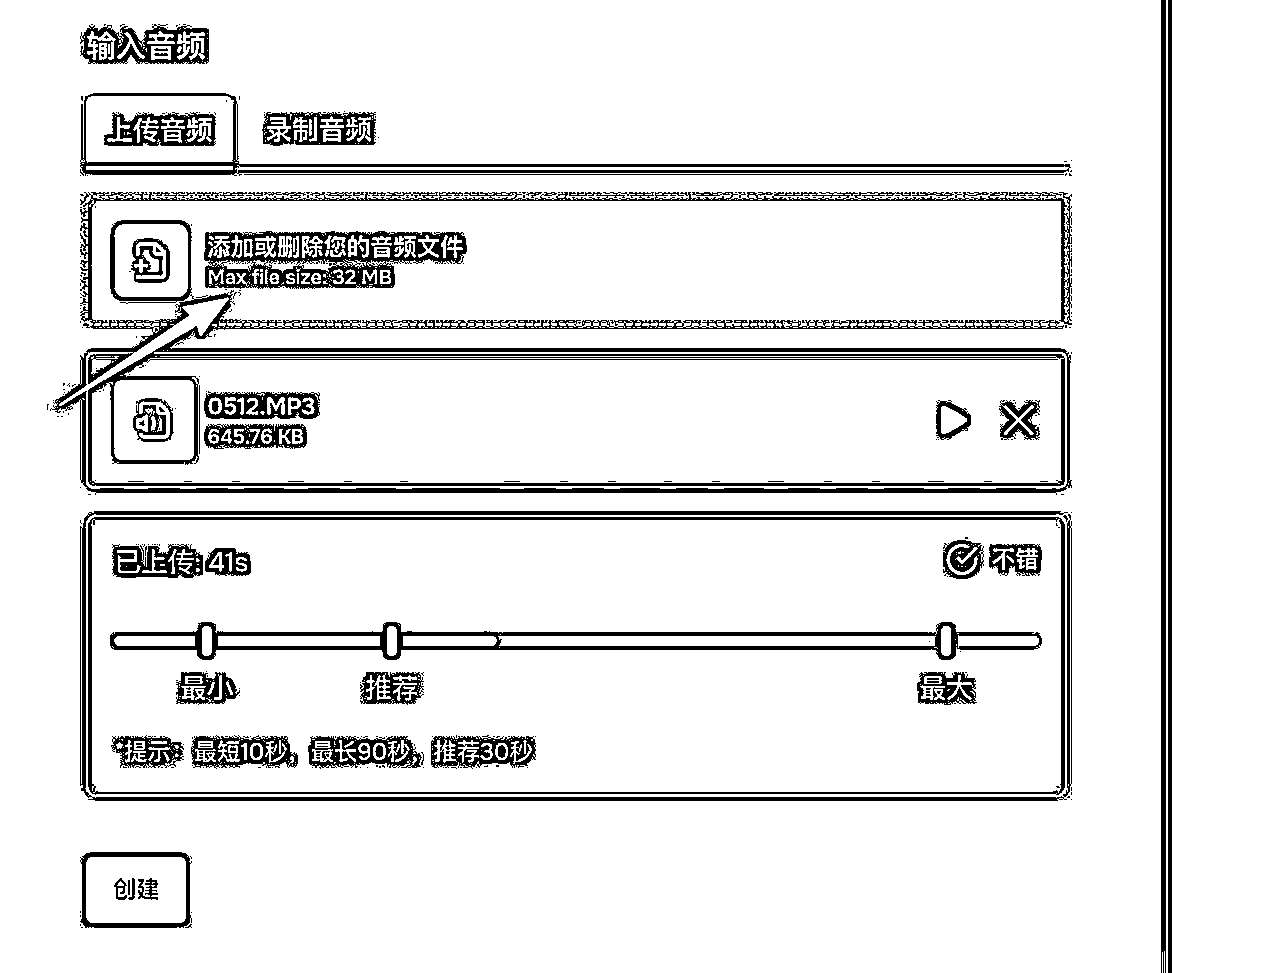 输入音频
上传音频 录制音频
添加或删除您的音频文件
Max file size: 32 MB
0512.MP3
645.76 KB
已上传: 41s 不错
最小 推荐 最大
*提示：最短10秒，最长90秒，推荐30秒
创建